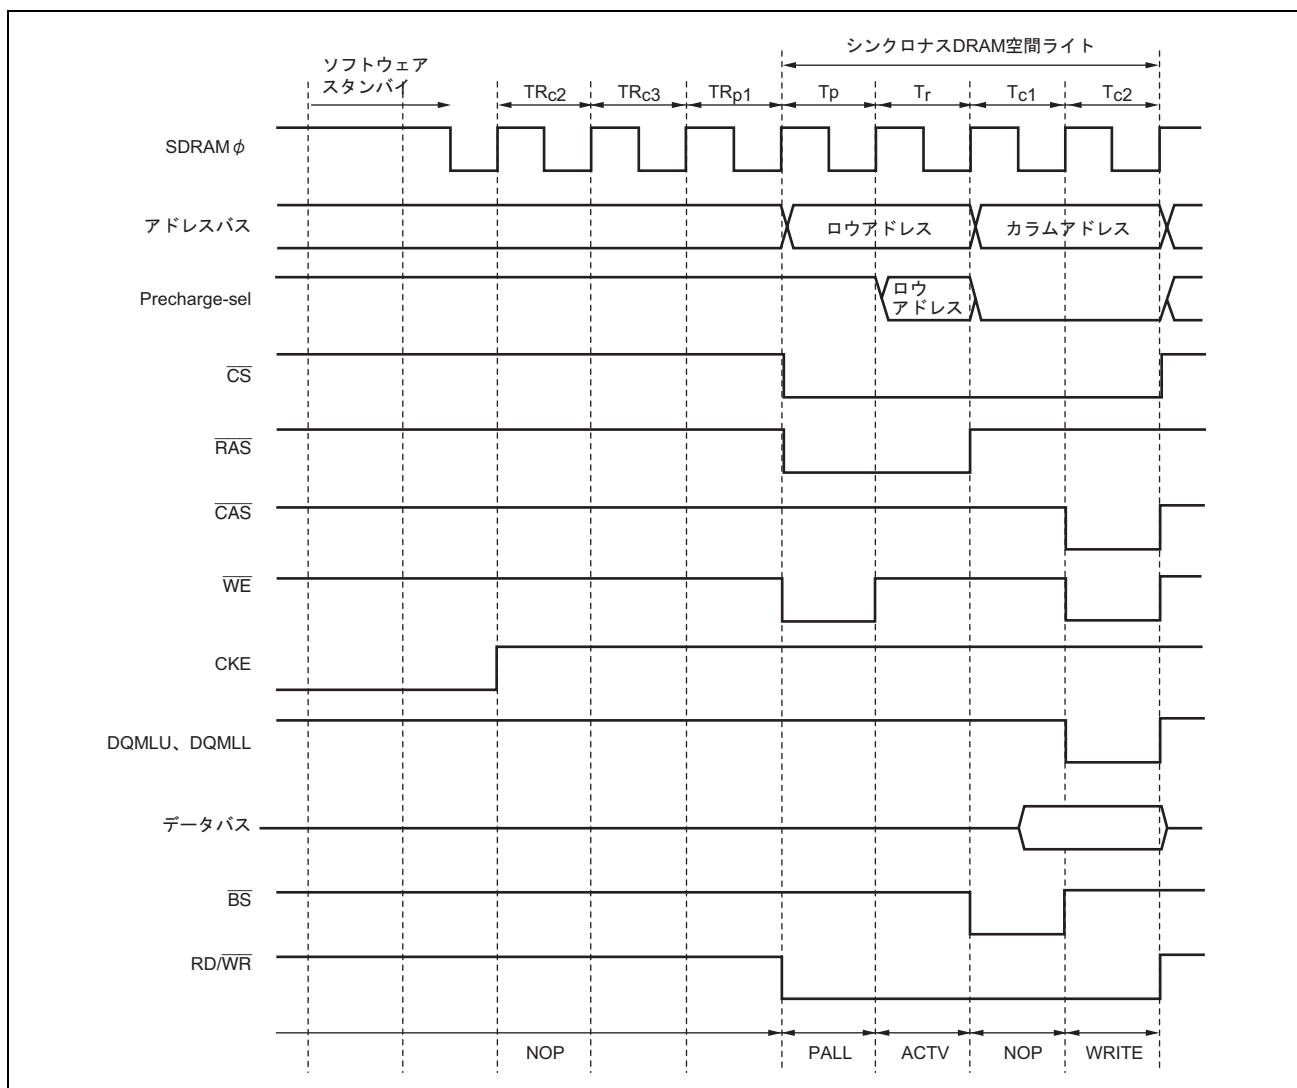 シンクロナスDRAM空間ライト
ソフトウェア
スタンバイ
TRc2 TRc3 TRp1 Tp Tr Tc1 Tc2
SDRAMφ
アドレスバス ロウアドレス カラムアドレス
Precharge-sel ロウ
アドレス
CS
RAS
CAS
WE
CKE
DQMLU、DQMLL
データバス
BS
RD/WR
NOP PALL ACTV NOP WRITE